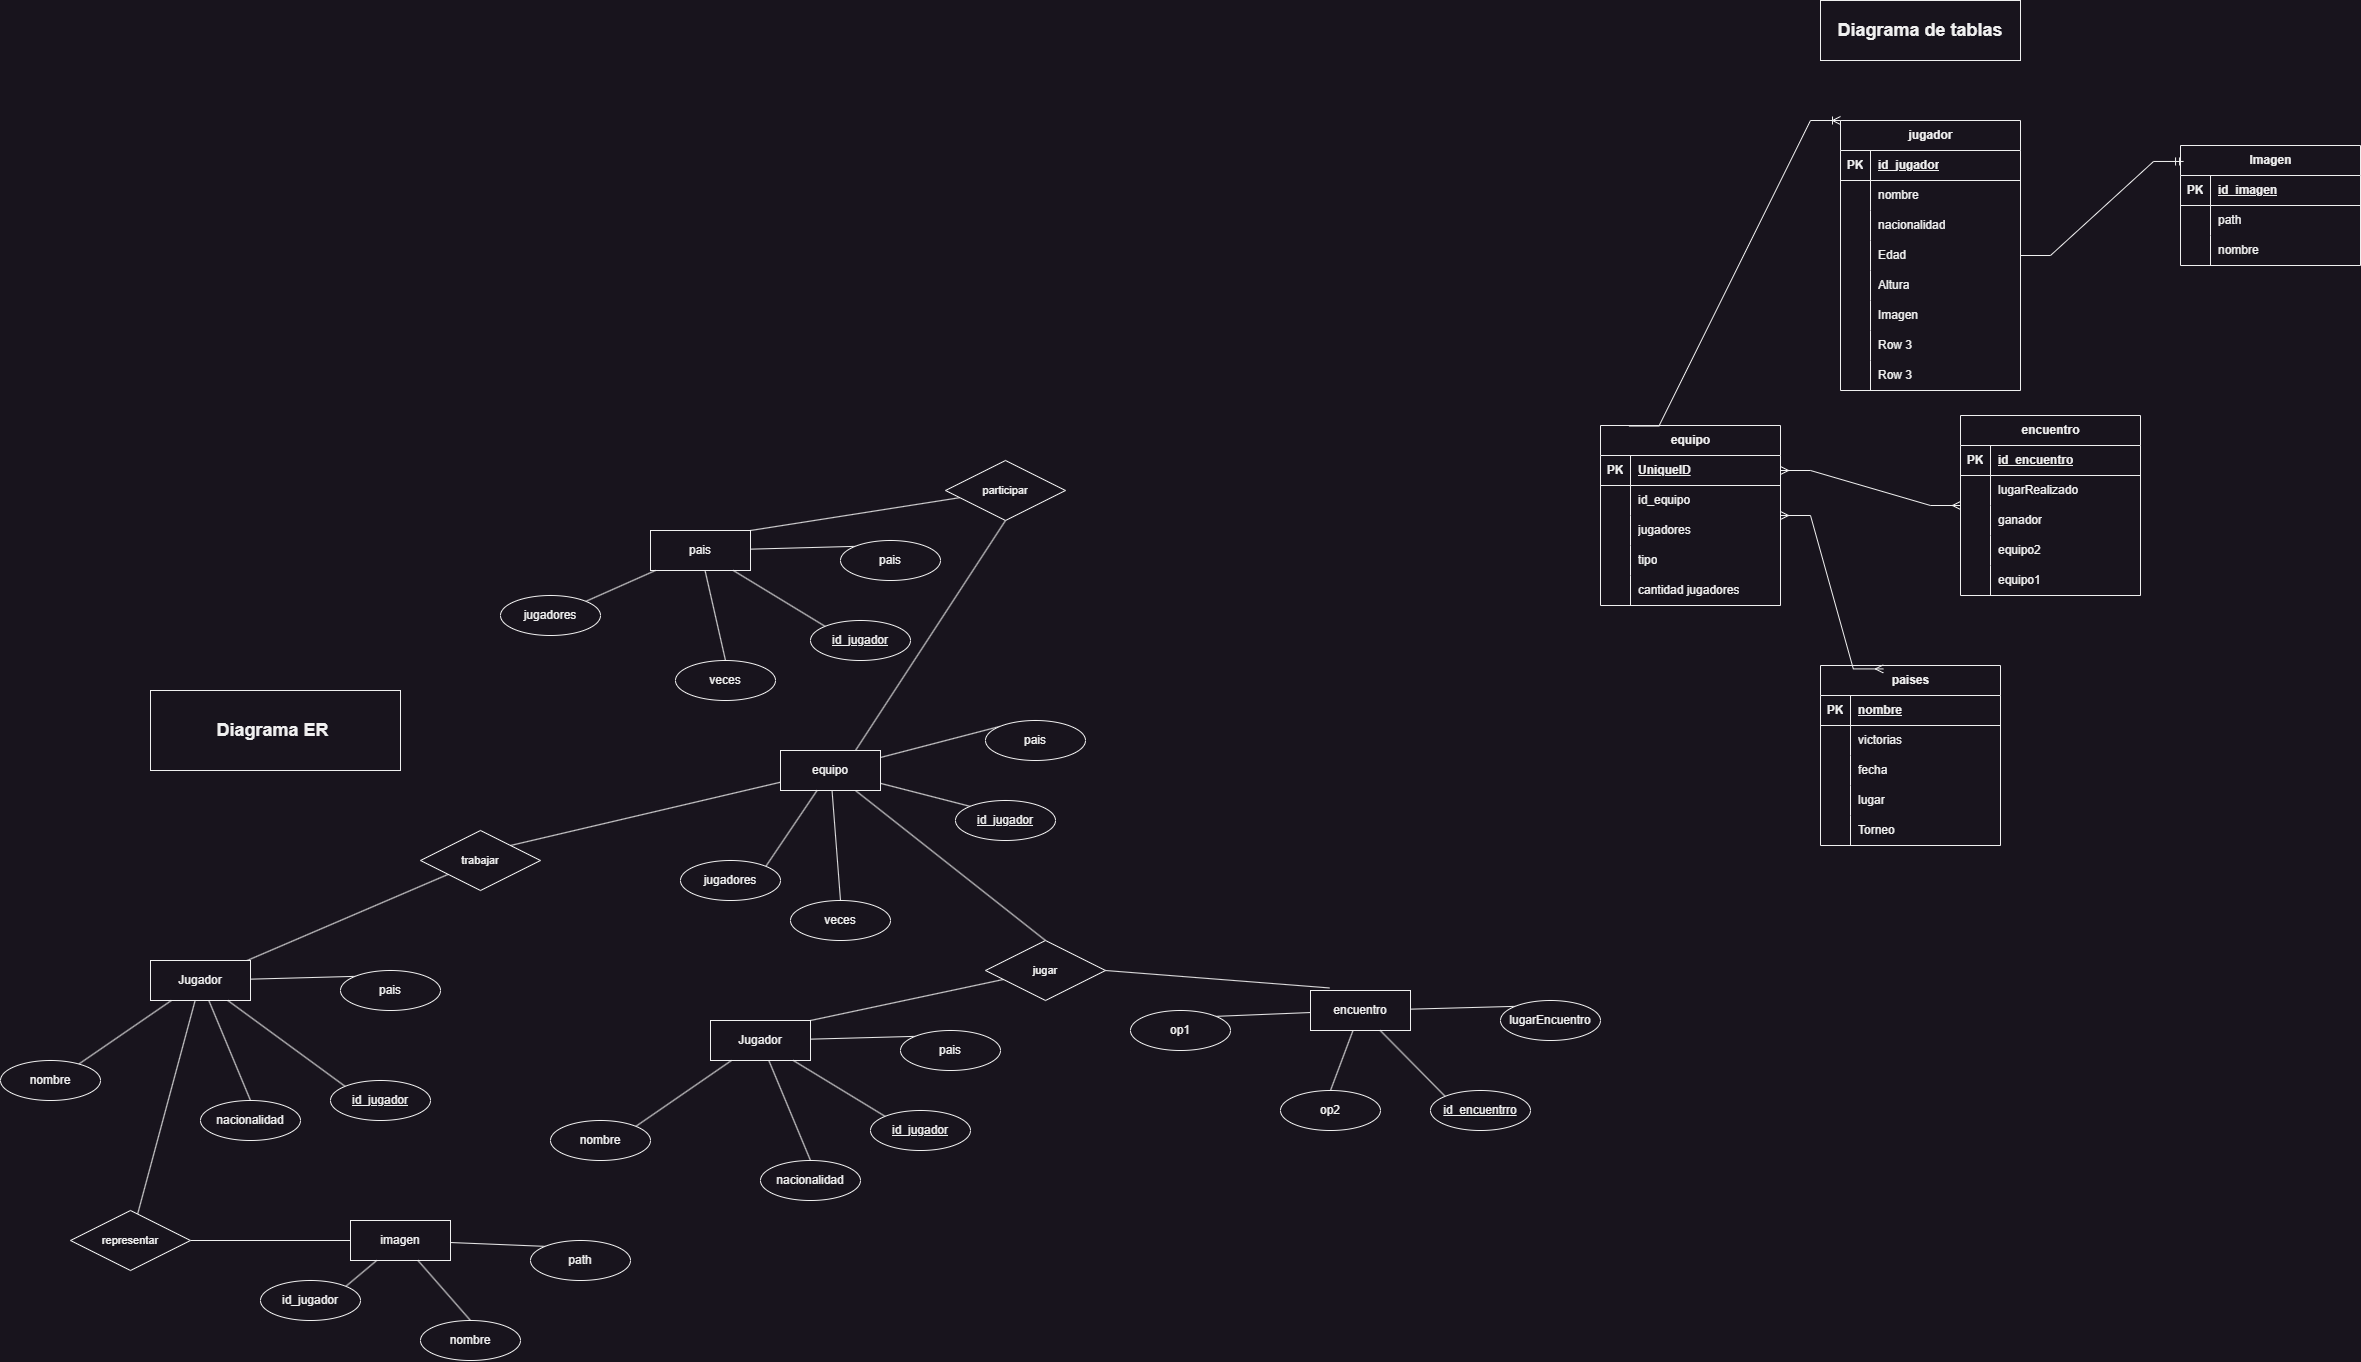 Diagrama de tablas
jugador
PK id_jugador
nombre
nacionalidad
Edad
Altura
Imagen
Row 3
Row 3
Imagen
PK id_imagen
path
nombre
equipo
PK UniqueID
id_equipo
jugadores
tipo
cantidad jugadores
encuentro
PK id_encuentro
lugarRealizado
ganador
equipo2
equipo1
paises
PK nombre
victorias
fecha
lugar
Torneo
Diagrama ER
participar
pais
pais
jugadores
id_jugador
veces
equipo
pais
id_jugador
jugadores
veces
trabajar
Jugador
pais
nombre
nacionalidad
id_jugador
jugar
Jugador
pais
nombre
nacionalidad
id_jugador
encuentro
op1
lugarEncuentro
op2
id_encuentrro
representar
imagen
path
id_jugador
nombre